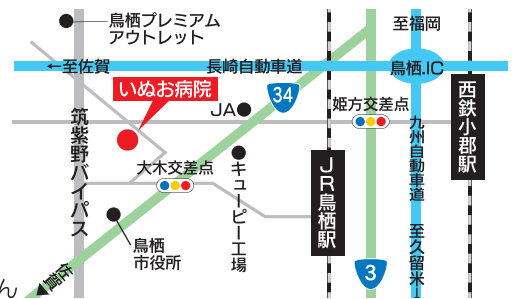 鳥栖プレミアム
アウトレット
至福岡
←至佐賀
長崎自動車道
鳥栖.IC
いぬお病院
34
JA
姫方交差点
西鉄小郡駅
筑紫野バイパス
九州自動車道
大木交差点
キューピー工場
JR鳥栖駅
鳥栖
市役所
至久留米→
佐賀
3
ん